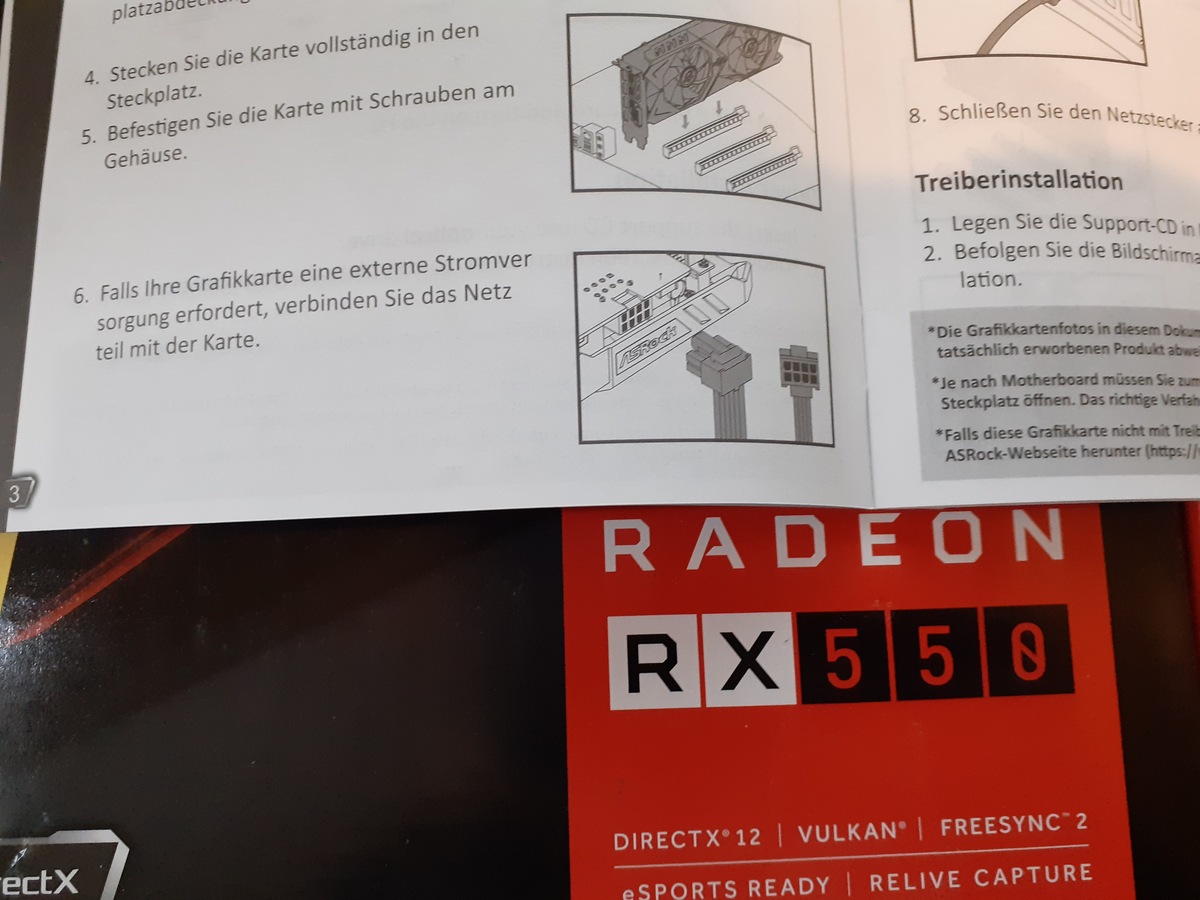 4. Stecken Sie die Karte vollständig in den
Steckplatz.
5. Befestigen Sie die Karte mit Schrauben am
Gehäuse.
6. Falls Ihre Grafikkarte eine externe Stromver
sorgung erfordert, verbinden Sie das Netz
teil mit der Karte.
ASRock
3
8. Schließen Sie den Netzstecker
Treiberinstallation
1. Legen Sie die Support-CD in
2. Befolgen Sie die Bildschirma
lation.
*Die Grafikkartenfotos in diesem Dokum
tatsächlich erworbenen Produkt abwei
*Je nach Motherboard müssen Sie zum
Steckplatz öffnen. Das richtige Verfah
*Falls diese Grafikkarte nicht mit Treib
ASRock-Webseite herunter (https://
RADEON
RX550
DIRECTX® 12 | VULKAN® | FREESYNC™ 2
eSPORTS READY | RELIVE CAPTURE
ectX